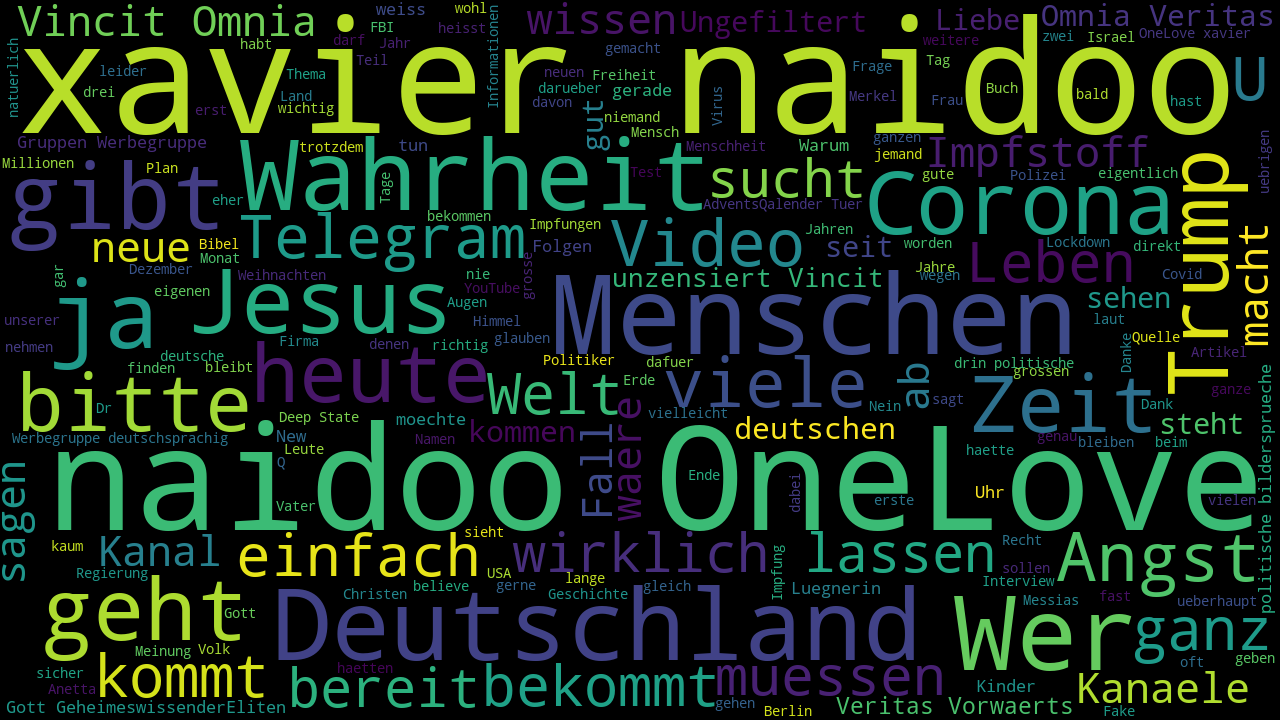 Vincit Omnia
weiss
FBI
wohl
heisst
wissen
Ungefiltert
Liebe
Omnia Veritas
natuerlich
xavier naidoo
habt
darf
Jahr
Teil
Informationen
gemacht
weitere
zwei
Israel
OneLove xavier
leider
drei
Thema
Land
erst
wichtig
neuen
darueber
davon
Freiheit
gerade
Virus
Frage
Merkel
Tag
Frau
Buch
bald
hast
U
Gruppen Werbegruppe
trotzdem
tun
gut
niemand
Mensch
Menschheit
Warum
ganzen
jemand
Impfstoff
uebrigen
Millionen
Plan
Wahrheit
Tage
Test
sucht
gute
Polizei
eigentlich
gibt
eher
bekommen
Impfungen
AdventsQalender Tuer
Corona
Trump
neue
Bibel
Monat
Telegram
Folgen
Video
Jahren
seit
worden
Lockdown
direkt
macht
gar
Dezember
Weihnachten
nie
YouTube
grosse
unzensiert Vincit
Jahre
Wegen
Leben
Covid
ja
eigenen
Jesus
Augen
Himmel
Menschen
sehen
unserer
laut
nehmen
Firma
denen
richtig
glauben
Danke
Quelle
Artikel
deutsche
finden
bleibt
heute
Politiker
dafuer
drin politische
grossen
bitte
Dr
Deep State
moechte
Welt
Erde
viele
ab
Nein
sagt
Zeit
Dank
ganze
steht
politische bildersprueche
Werbegruppe deutschsprachig
New
Leute
Q
Namen
kommen
Fall
waere
vielleicht
deutschen
haette
genau
bleiben
beim
sagen
naidoo
OneLove
Vater
Ende
dabei
erste
Uhr
vielen
kaum
Kanal
einfach
sieht
wirklich
lassen
Recht
Angst
Regierung
USA
believe
gerne
lange
Geschichte
gleich
Impfung
Luegnerin
Interview
sollen
fast
geht
Gott
Christen
Deutschland
Messias
ueberhaupt
Wer
ganz
Meinung
Volk
sicher
Anetta
kommt
haetten
bereit
bekommt
muessen
Kinder
oft
geben
Kanaele
Gott GeheimeswissenderEliten
gehen
Berlin
Veritas Vorwaerts
Fake